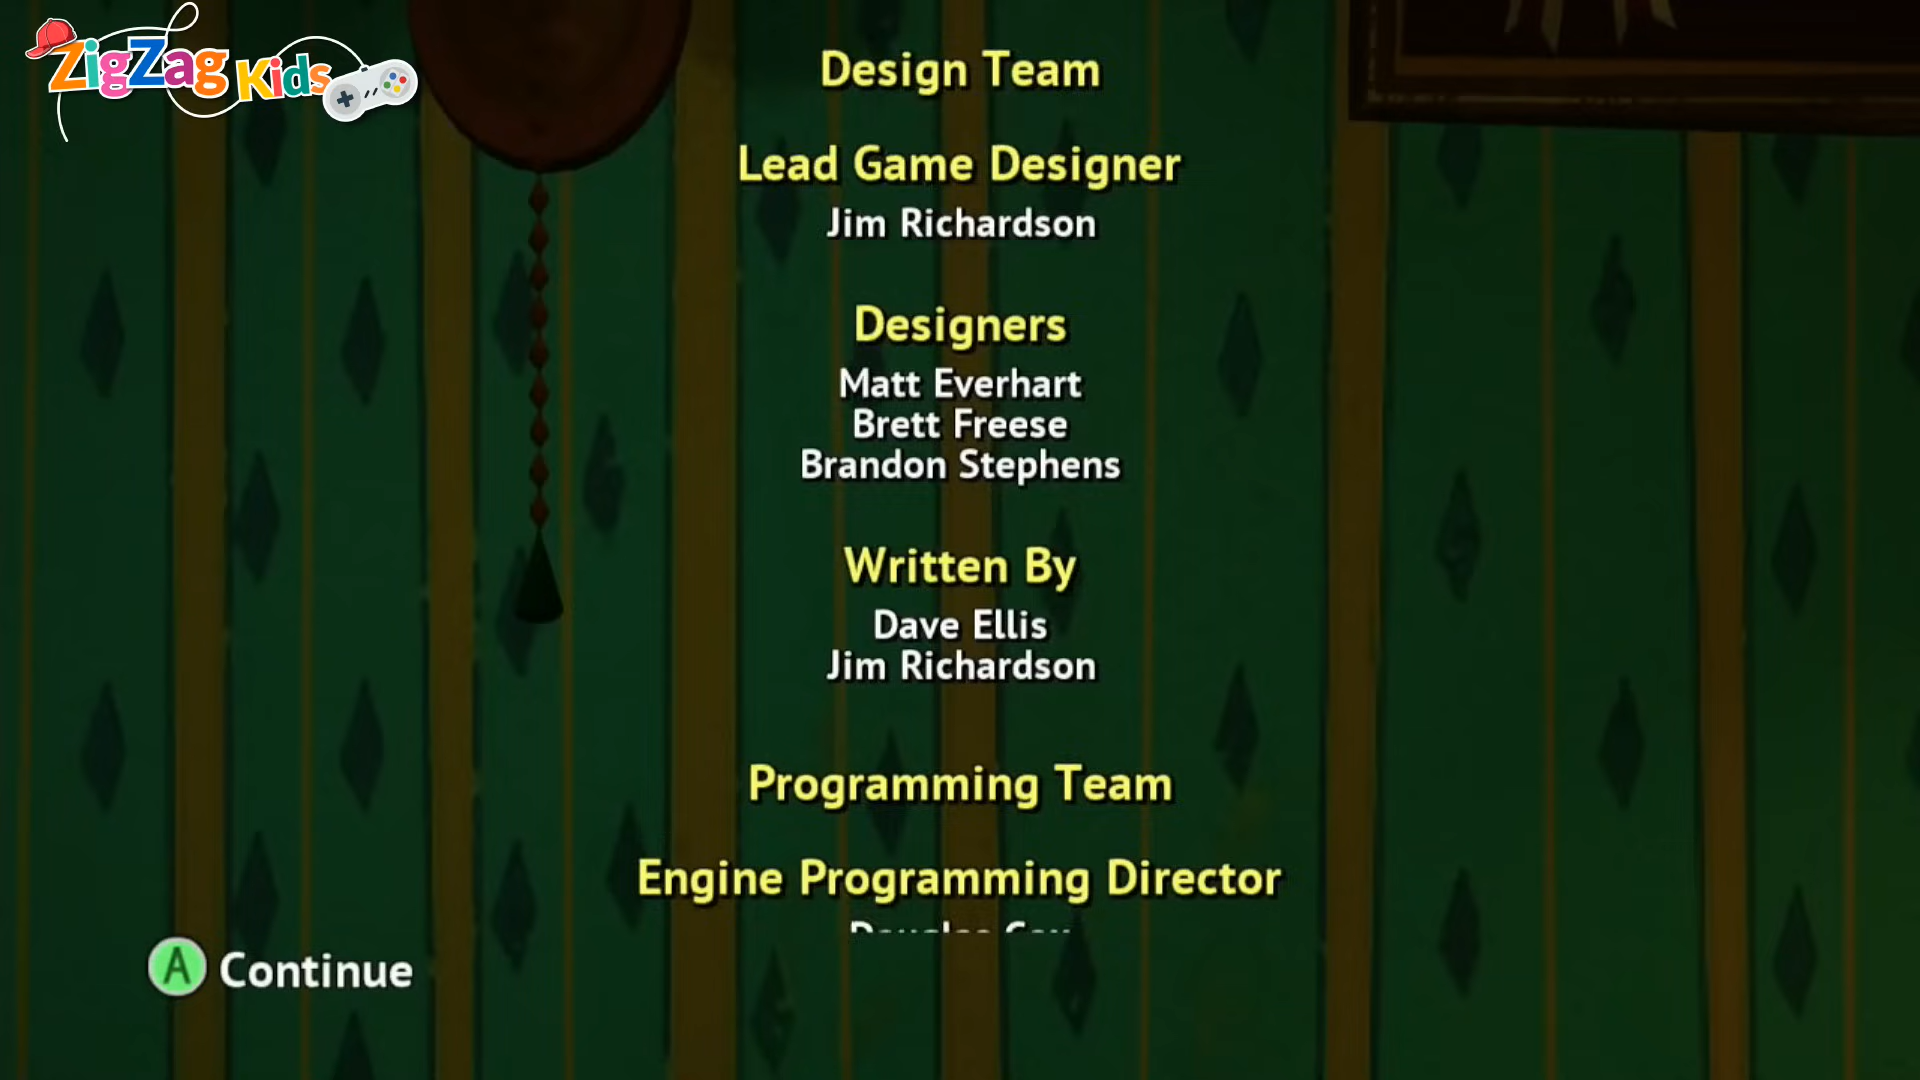 ZigZag Kids
Design Team
Lead Game Designer
Jim Richardson
Designers
Matt Everhart
Brett Freese
Brandon Stephens
Written By
Dave Ellis
Jim Richardson
Programming Team
Engine Programming Director
A Continue